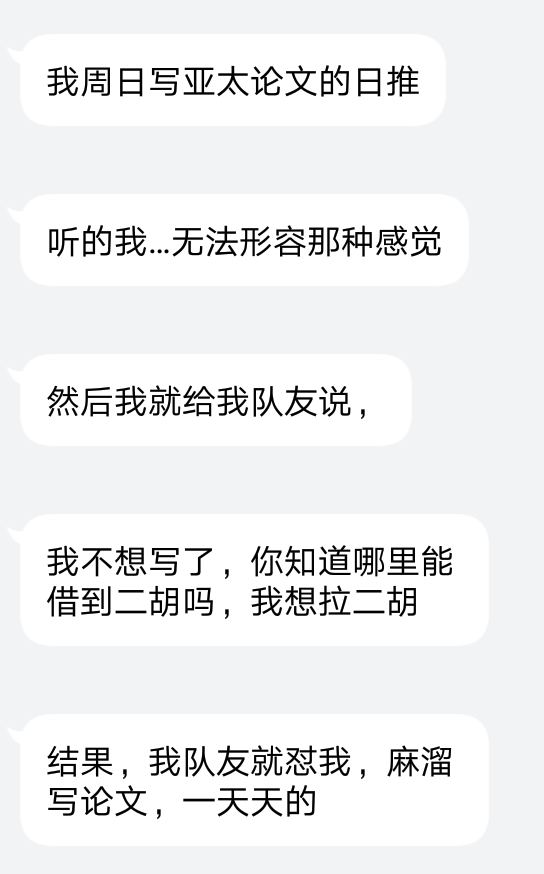 我周日写亚太论文的日推
听的我...无法形容那种感觉
然后我就给我队友说，
我不想写了，你知道哪里能
借到二胡吗，我想拉二胡
结果，我队友就怼我，麻溜
写论文，一天天的